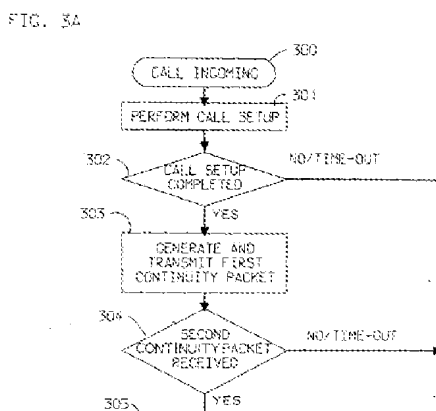 FIG. 3A
300
CALL INCOMING
301
PERFORM CALL SETUP
302
CALL SETUP
COMPLETED
NO/TIME-OUT
YES
303
GENERATE AND
TRANSMIT FIRST
CONTINUITY PACKET
304
SECOND
CONTINUITY PACKET
RECEIVED
NO/TIME-OUT
YES
305